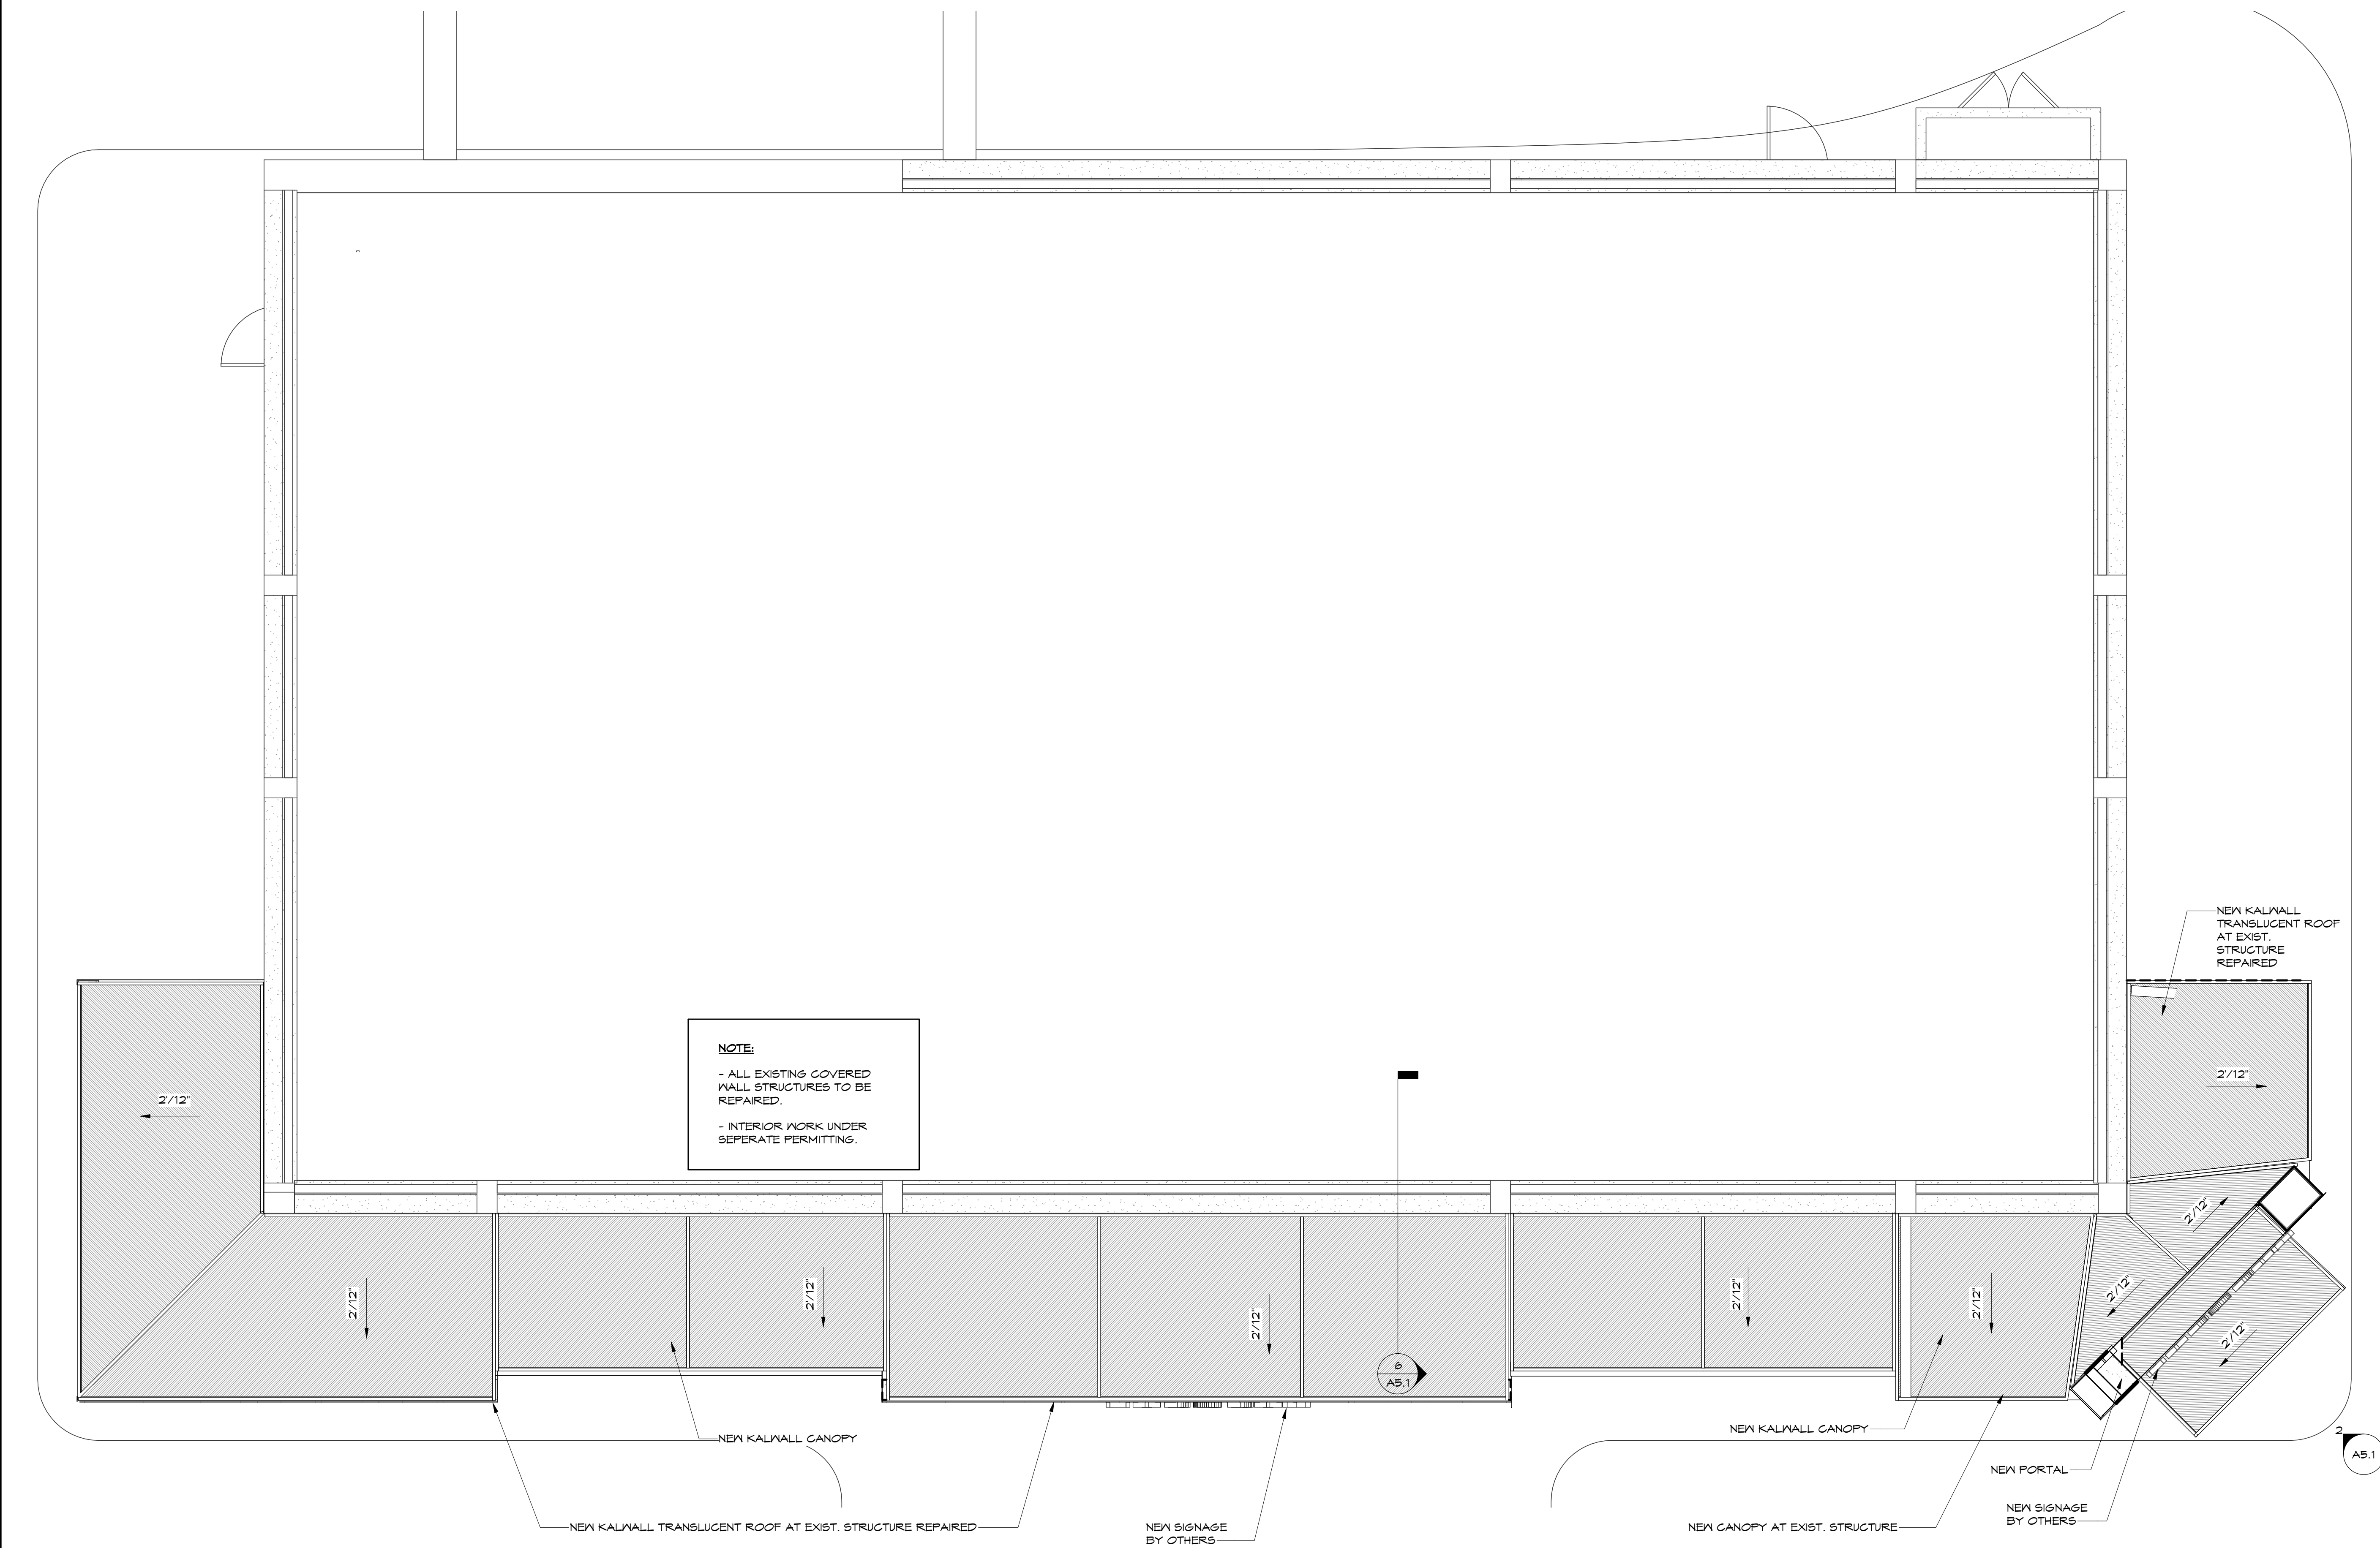 NEW KALWALL
TRANSLUCENT ROOF
AT EXIST.
STRUCTURE
REPAIRED
NOTE:
- ALL EXISTING COVERED
WALL STRUCTURES TO BE
REPAIRED.
- INTERIOR WORK UNDER
SEPERATE PERMITTING.
2'/12"
2'/12"
2'/12"
2'/12"
2'/12"
2'/12"
2'/12"
2'/12"
2'/12"
2'/12"
6
A5.1
2
A5.1
NEW KALWALL CANOPY
NEW KALWALL CANOPY
NEW PORTAL
NEW SIGNAGE
BY OTHERS
NEW KALWALL TRANSLUCENT ROOF AT EXIST. STRUCTURE REPAIRED
NEW SIGNAGE
BY OTHERS
NEW CANOPY AT EXIST. STRUCTURE